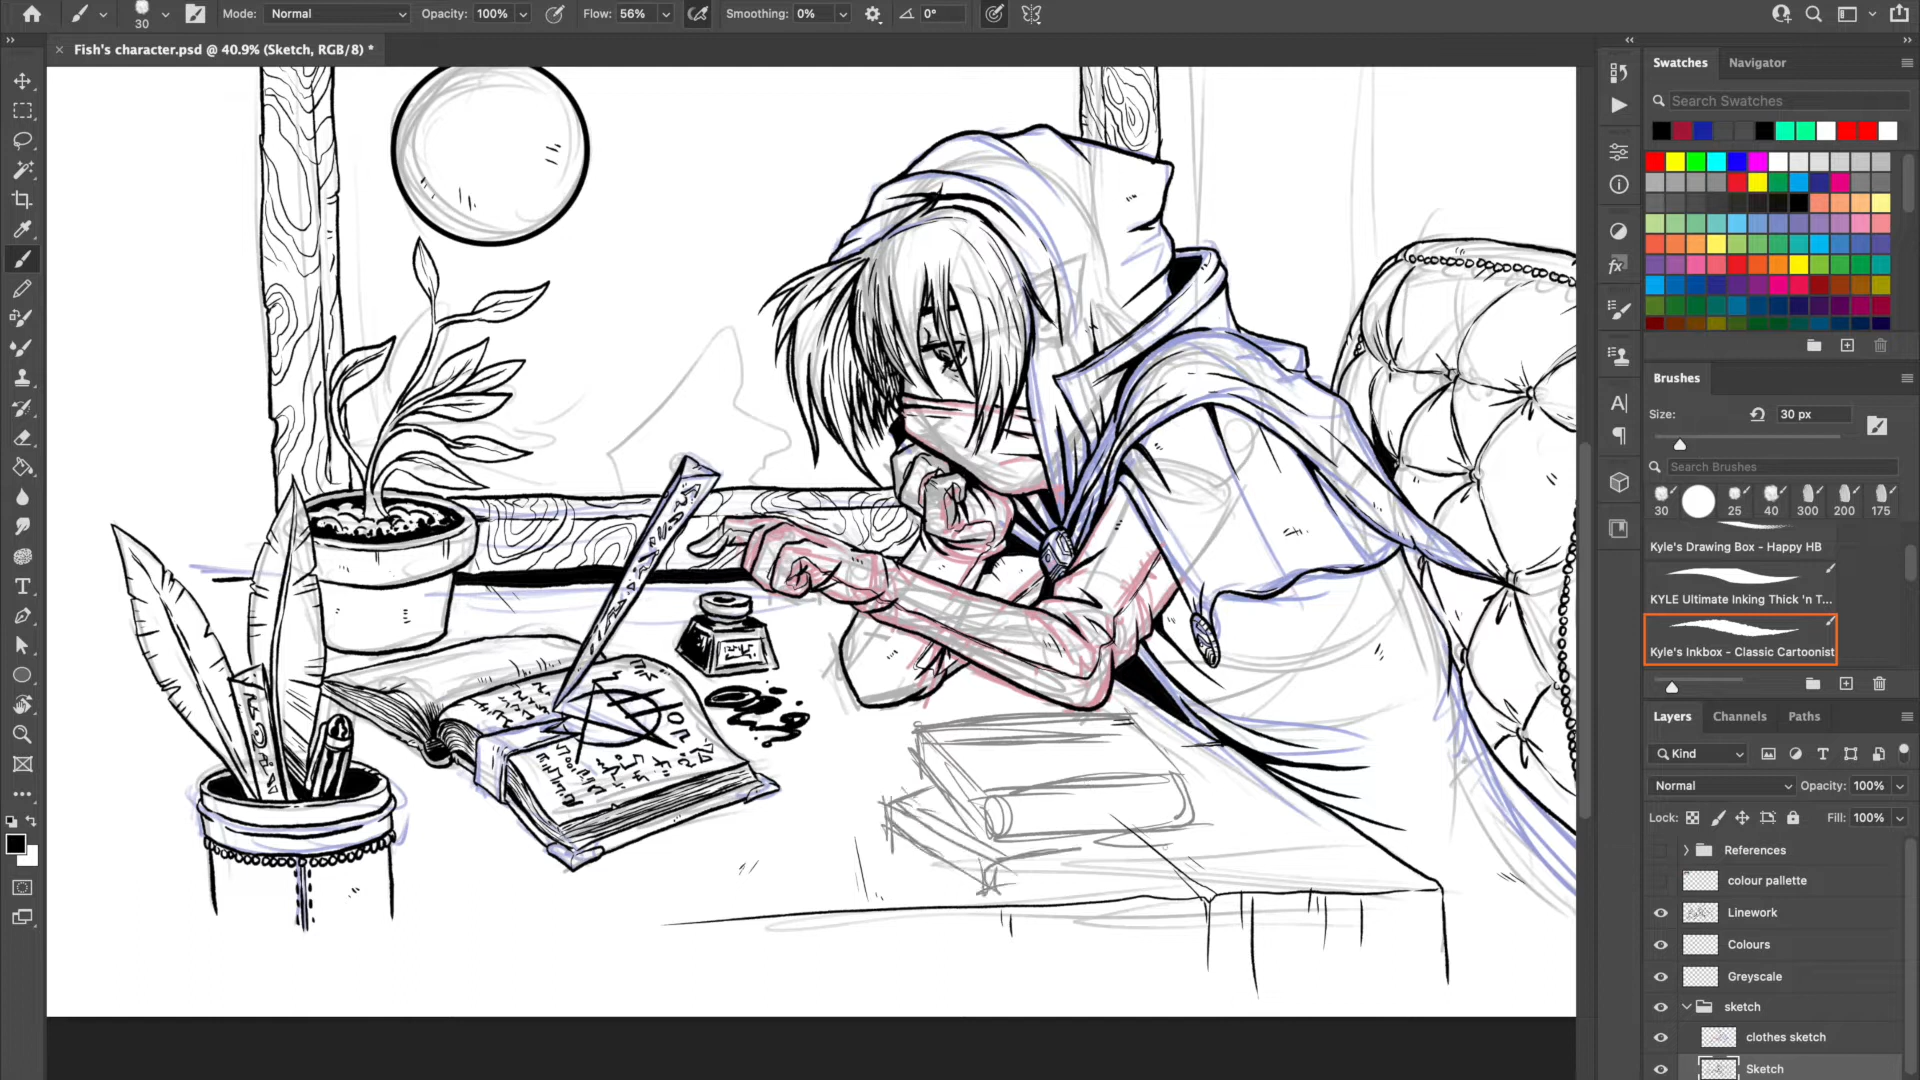 30
Mode: Normal
Opacity: 100%
Flow: 56%
Smoothing: 0%
0°
Fish's character.psd @ 40.9% (Sketch, RGB/8) *
Swatches
Navigator
Search Swatches
Brushes
Size:
30 px
Search Brushes
30
25
40
300
200
175
Kyle's Drawing Box - Happy HB
KYLE Ultimate Inking Thick 'n T...
Kyle's Inkbox - Classic Cartoonist
Layers
Channels
Paths
Kind
Normal
Opacity: 100%
Lock:
Fill: 100%
References
colour pallette
Linework
Colours
Greyscale
sketch
clothes sketch
Sketch